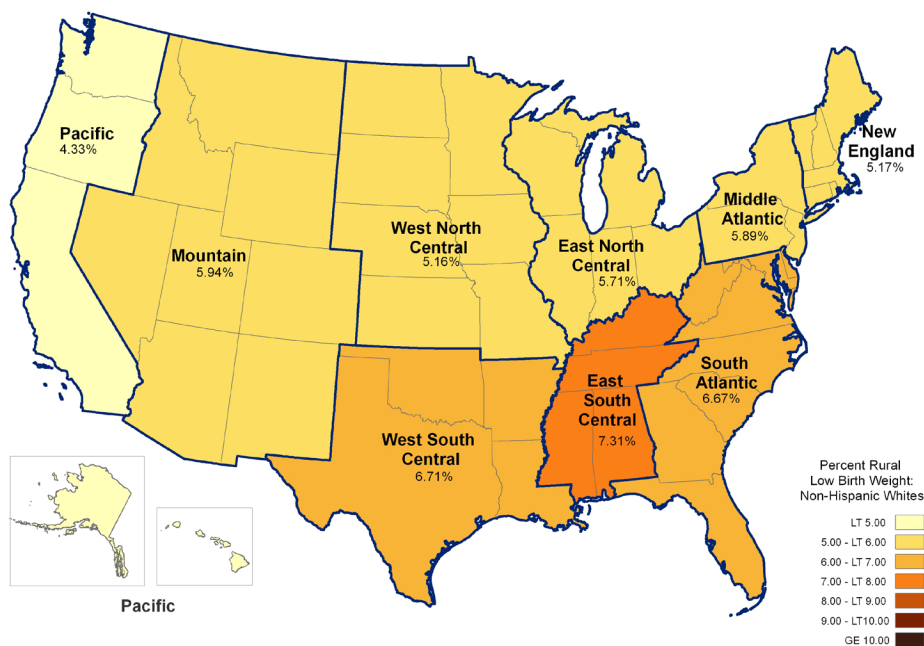 Pacific
4.33%
Mountain
5.94%
West North
Central
5.16%
East North
Central
5.71%
Middle
Atlantic
5.89%
New
England
5.17%
West South
Central
6.71%
East
South
Central
7.31%
South
Atlantic
6.67%
Pacific
Percent Rural
Low Birth Weight:
Non-Hispanic Whites
LT 5.00
5.00 - LT 6.00
6.00 - LT 7.00
7.00 - LT 8.00
8.00 - LT 9.00
9.00 - LT10.00
GE 10.00